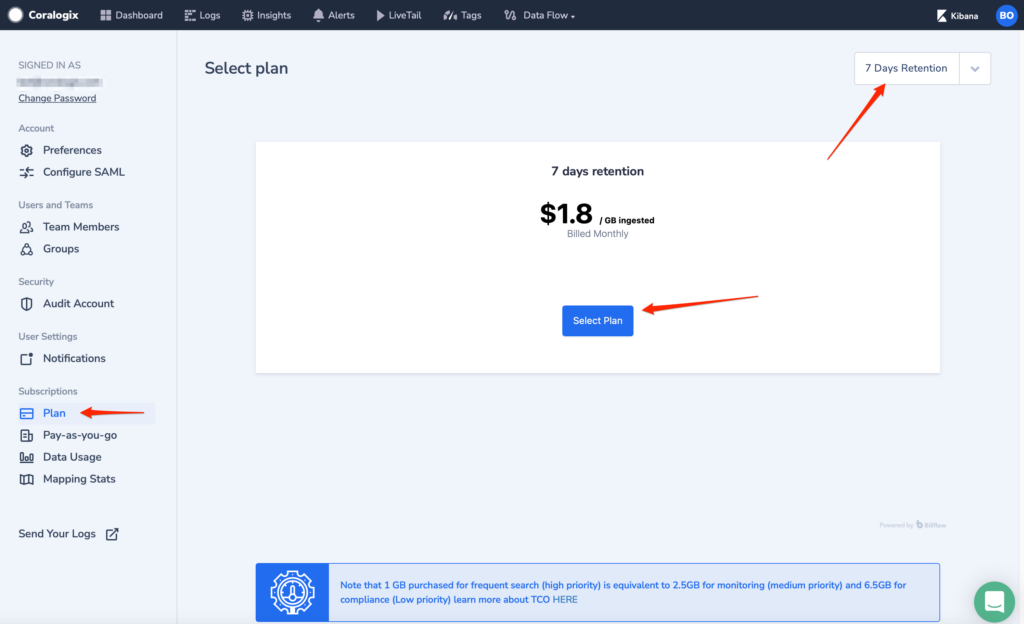 Coralogix
Dashboard
Logs
Insights
Alerts
LiveTail
Tags
Data Flow
Kibana
BO
SIGNED IN AS
Change Password
Account
Preferences
Configure SAML
Users and Teams
Team Members
Groups
Security
Audit Account
User Settings
Notifications
Subscriptions
Plan
Pay-as-you-go
Data Usage
Mapping Stats
Send Your Logs
Select plan
7 Days Retention
7 days retention
$1.8 / GB ingested
Billed Monthly
Select Plan
Powered by Billflow
Note that 1 GB purchased for frequent search (high priority) is equivalent to 2.5GB for monitoring (medium priority) and 6.5GB for
compliance (Low priority) learn more about TCO HERE